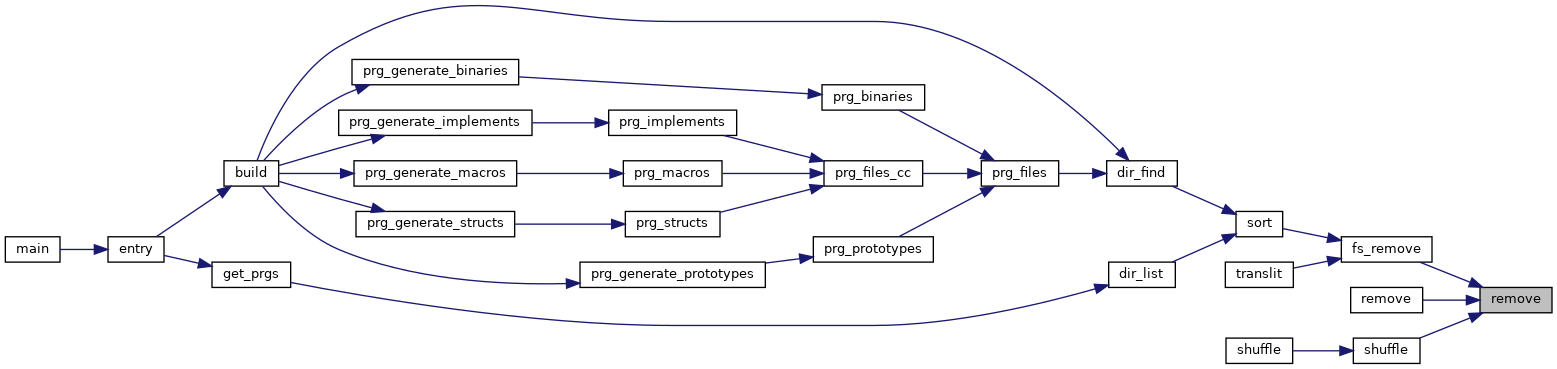 main
entry
build
get_prgs
prg_generate_binaries
prg_generate_implements
prg_generate_macros
prg_generate_structs
prg_generate_prototypes
prg_implements
prg_macros
prg_structs
prg_binaries
prg_files_cc
prg_prototypes
prg_files
dir_find
dir_list
sort
translit
shuffle
fs_remove
remove
shuffle
remove